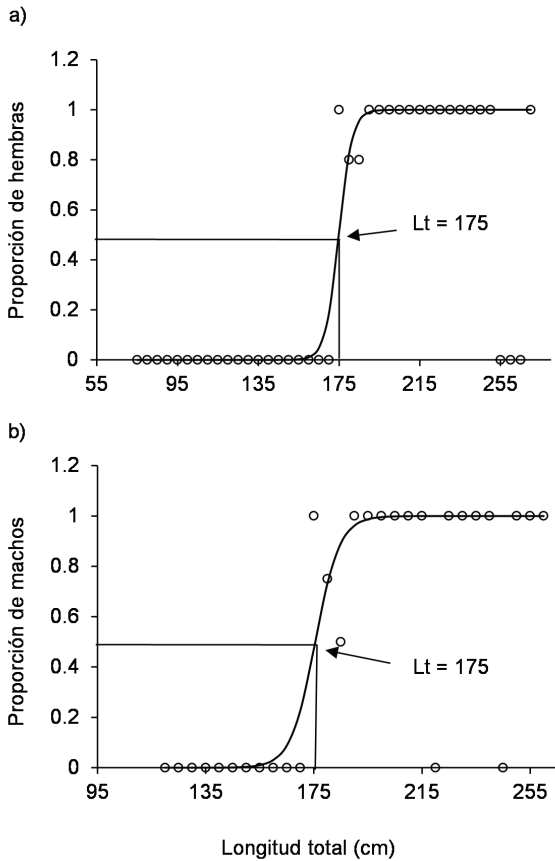 a)
Proporción de hembras
1.2
1
0.8
0.6
0.4
0.2
0
Lt = 175
55 95 135 175 215 255
b)
Proporción de machos
1.2
1
0.8
0.6
0.4
0.2
0
Lt = 175
95 135 175 215 255
Longitud total (cm)